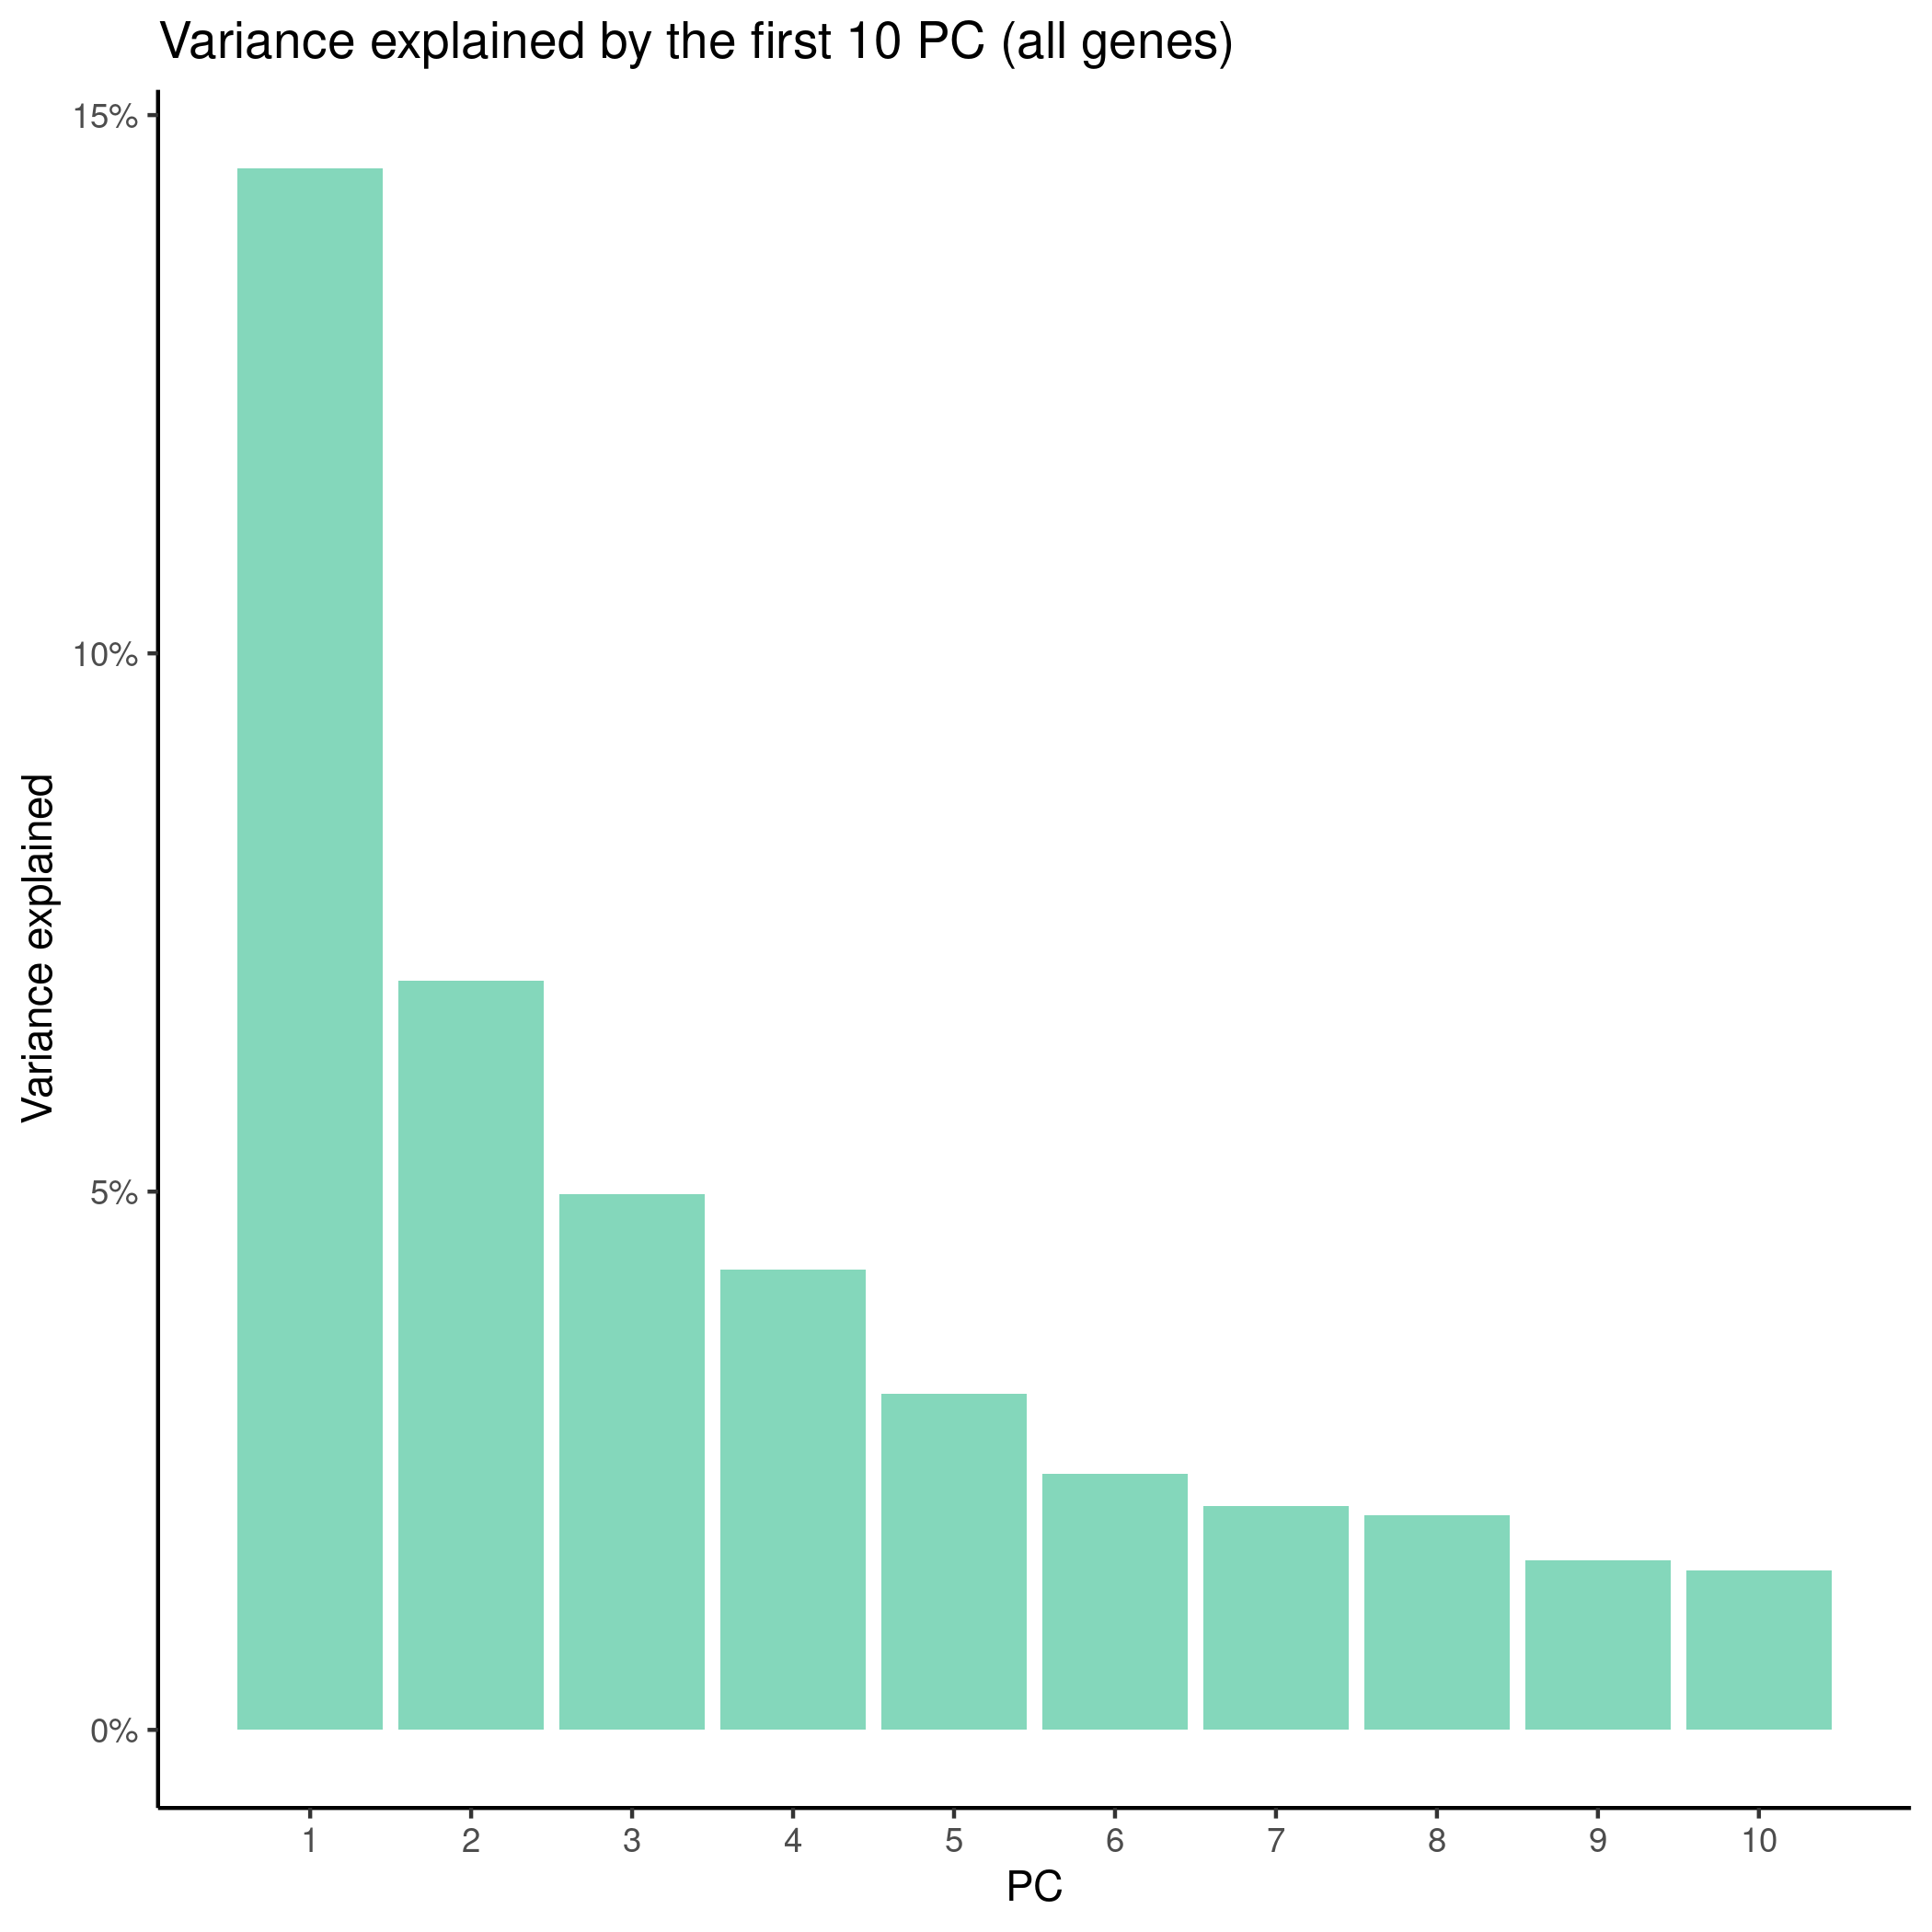 Variance explained by the first 10 PC (all genes)
15%
10%
5%
0%
Variance explained
1 2 3 4 5 6 7 8 9 10
PC